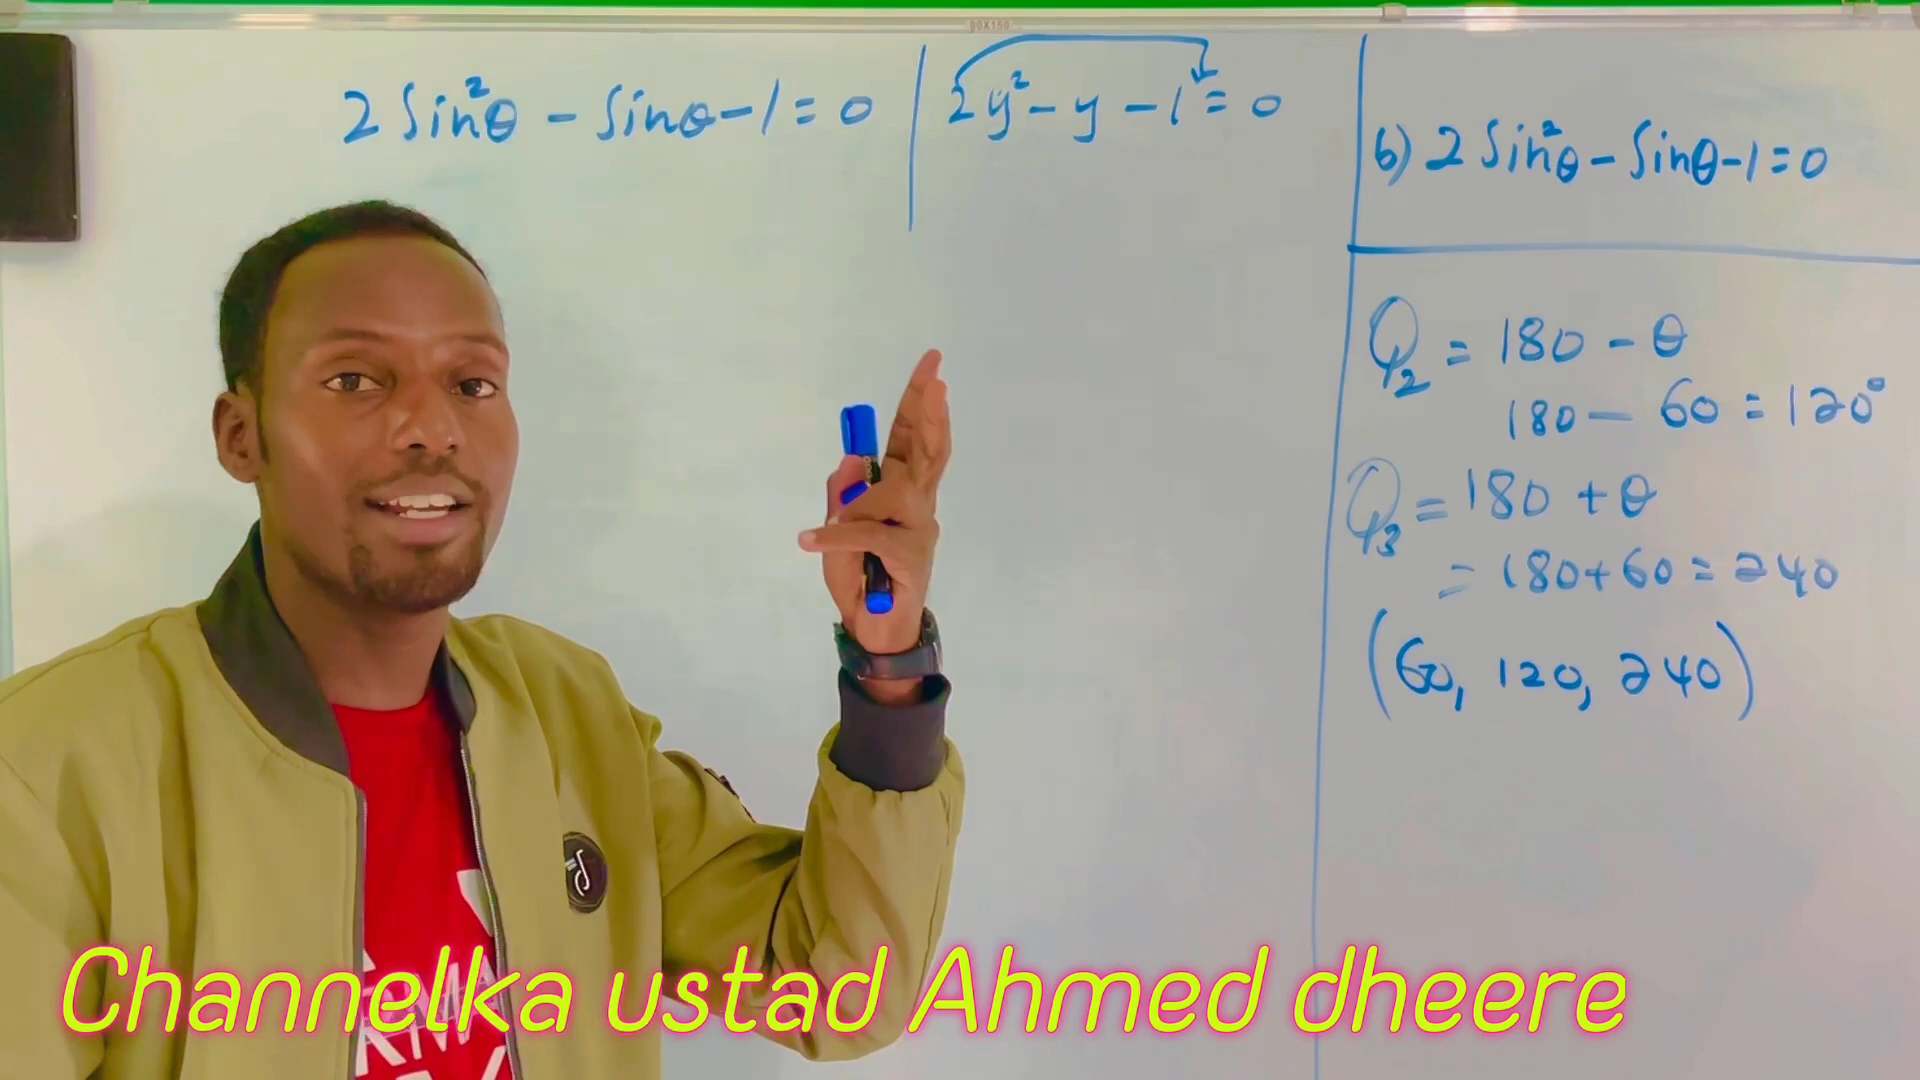 90X150
2 Sin²θ - Sinθ - 1 = 0
2y² - y - 1 = 0
b) 2 Sin²θ - Sinθ - 1 = 0
Q₂ = 180 - θ
180 - 60 = 120°
Q₃ = 180 + θ
= 180 + 60 = 240
(60, 120, 240)
Channelka ustad Ahmed dheere